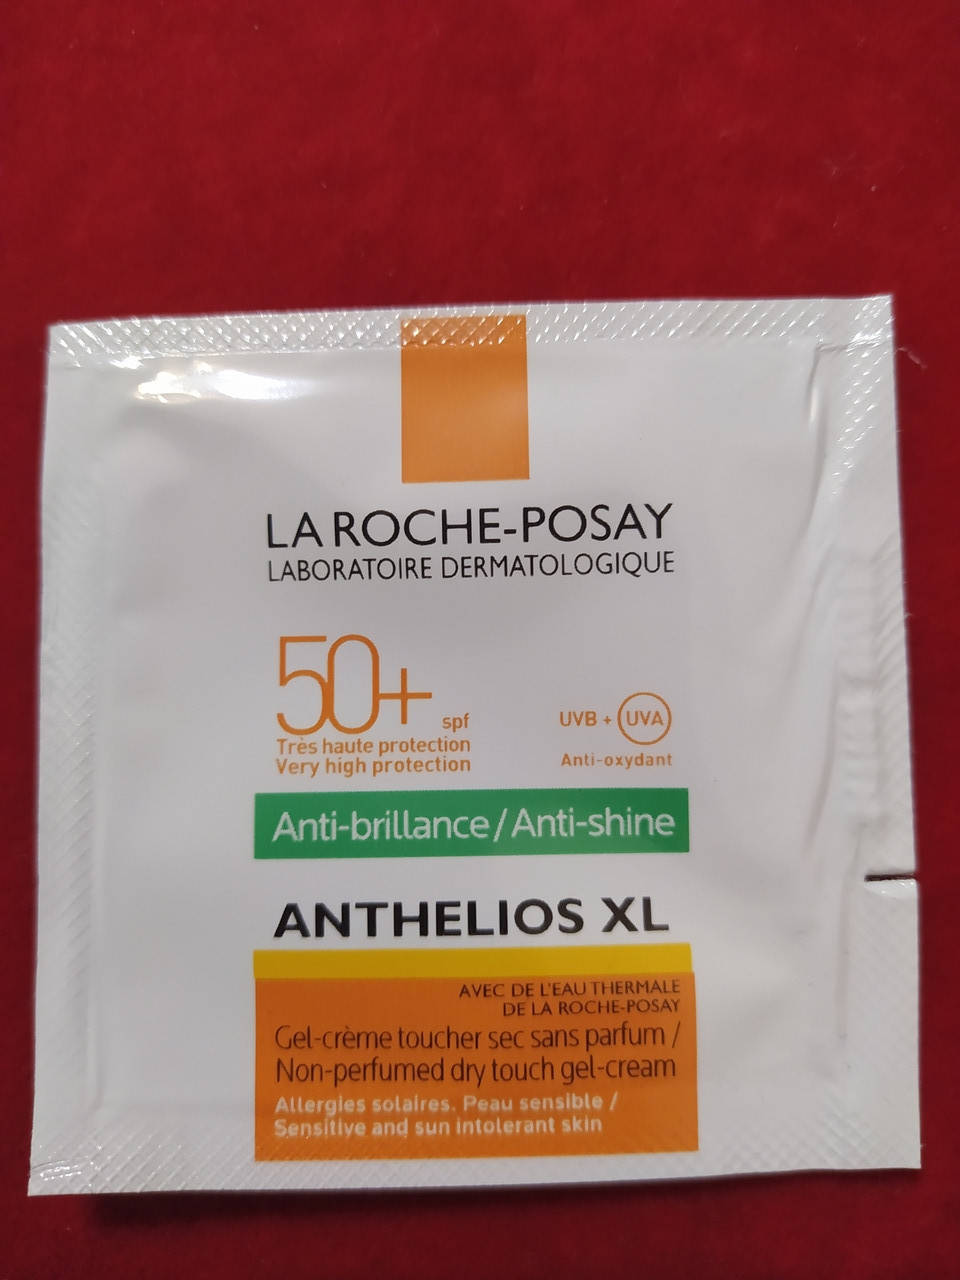 LA ROCHE-POSAY
LABORATOIRE DERMATOLOGIQUE
50+ spf
Très haute protection
Very high protection
UVB + UVA
Anti-oxydant
Anti-brillance / Anti-shine
ANTHELIOS XL
AVEC DE L'EAU THERMALE
DE LA ROCHE-POSAY
Gel-crème toucher sec sans parfum /
Non-perfumed dry touch gel-cream
Allergies solaires. Peau sensible /
Sensitive and sun intolerant skin